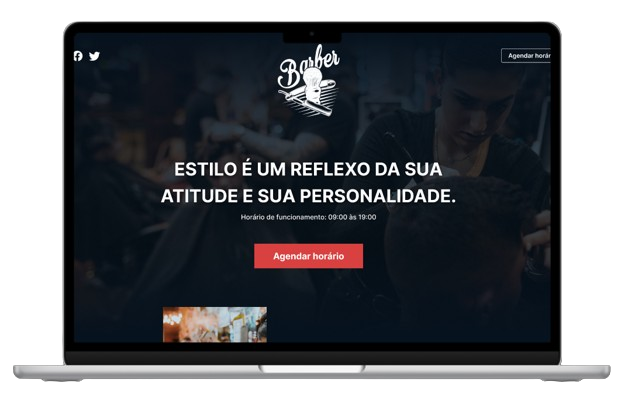 Barber
Agendar horár
ESTILO É UM REFLEXO DA SUA
ATITUDE E SUA PERSONALIDADE.
Horário de funcionamento: 09:00 às 19:00
Agendar horário